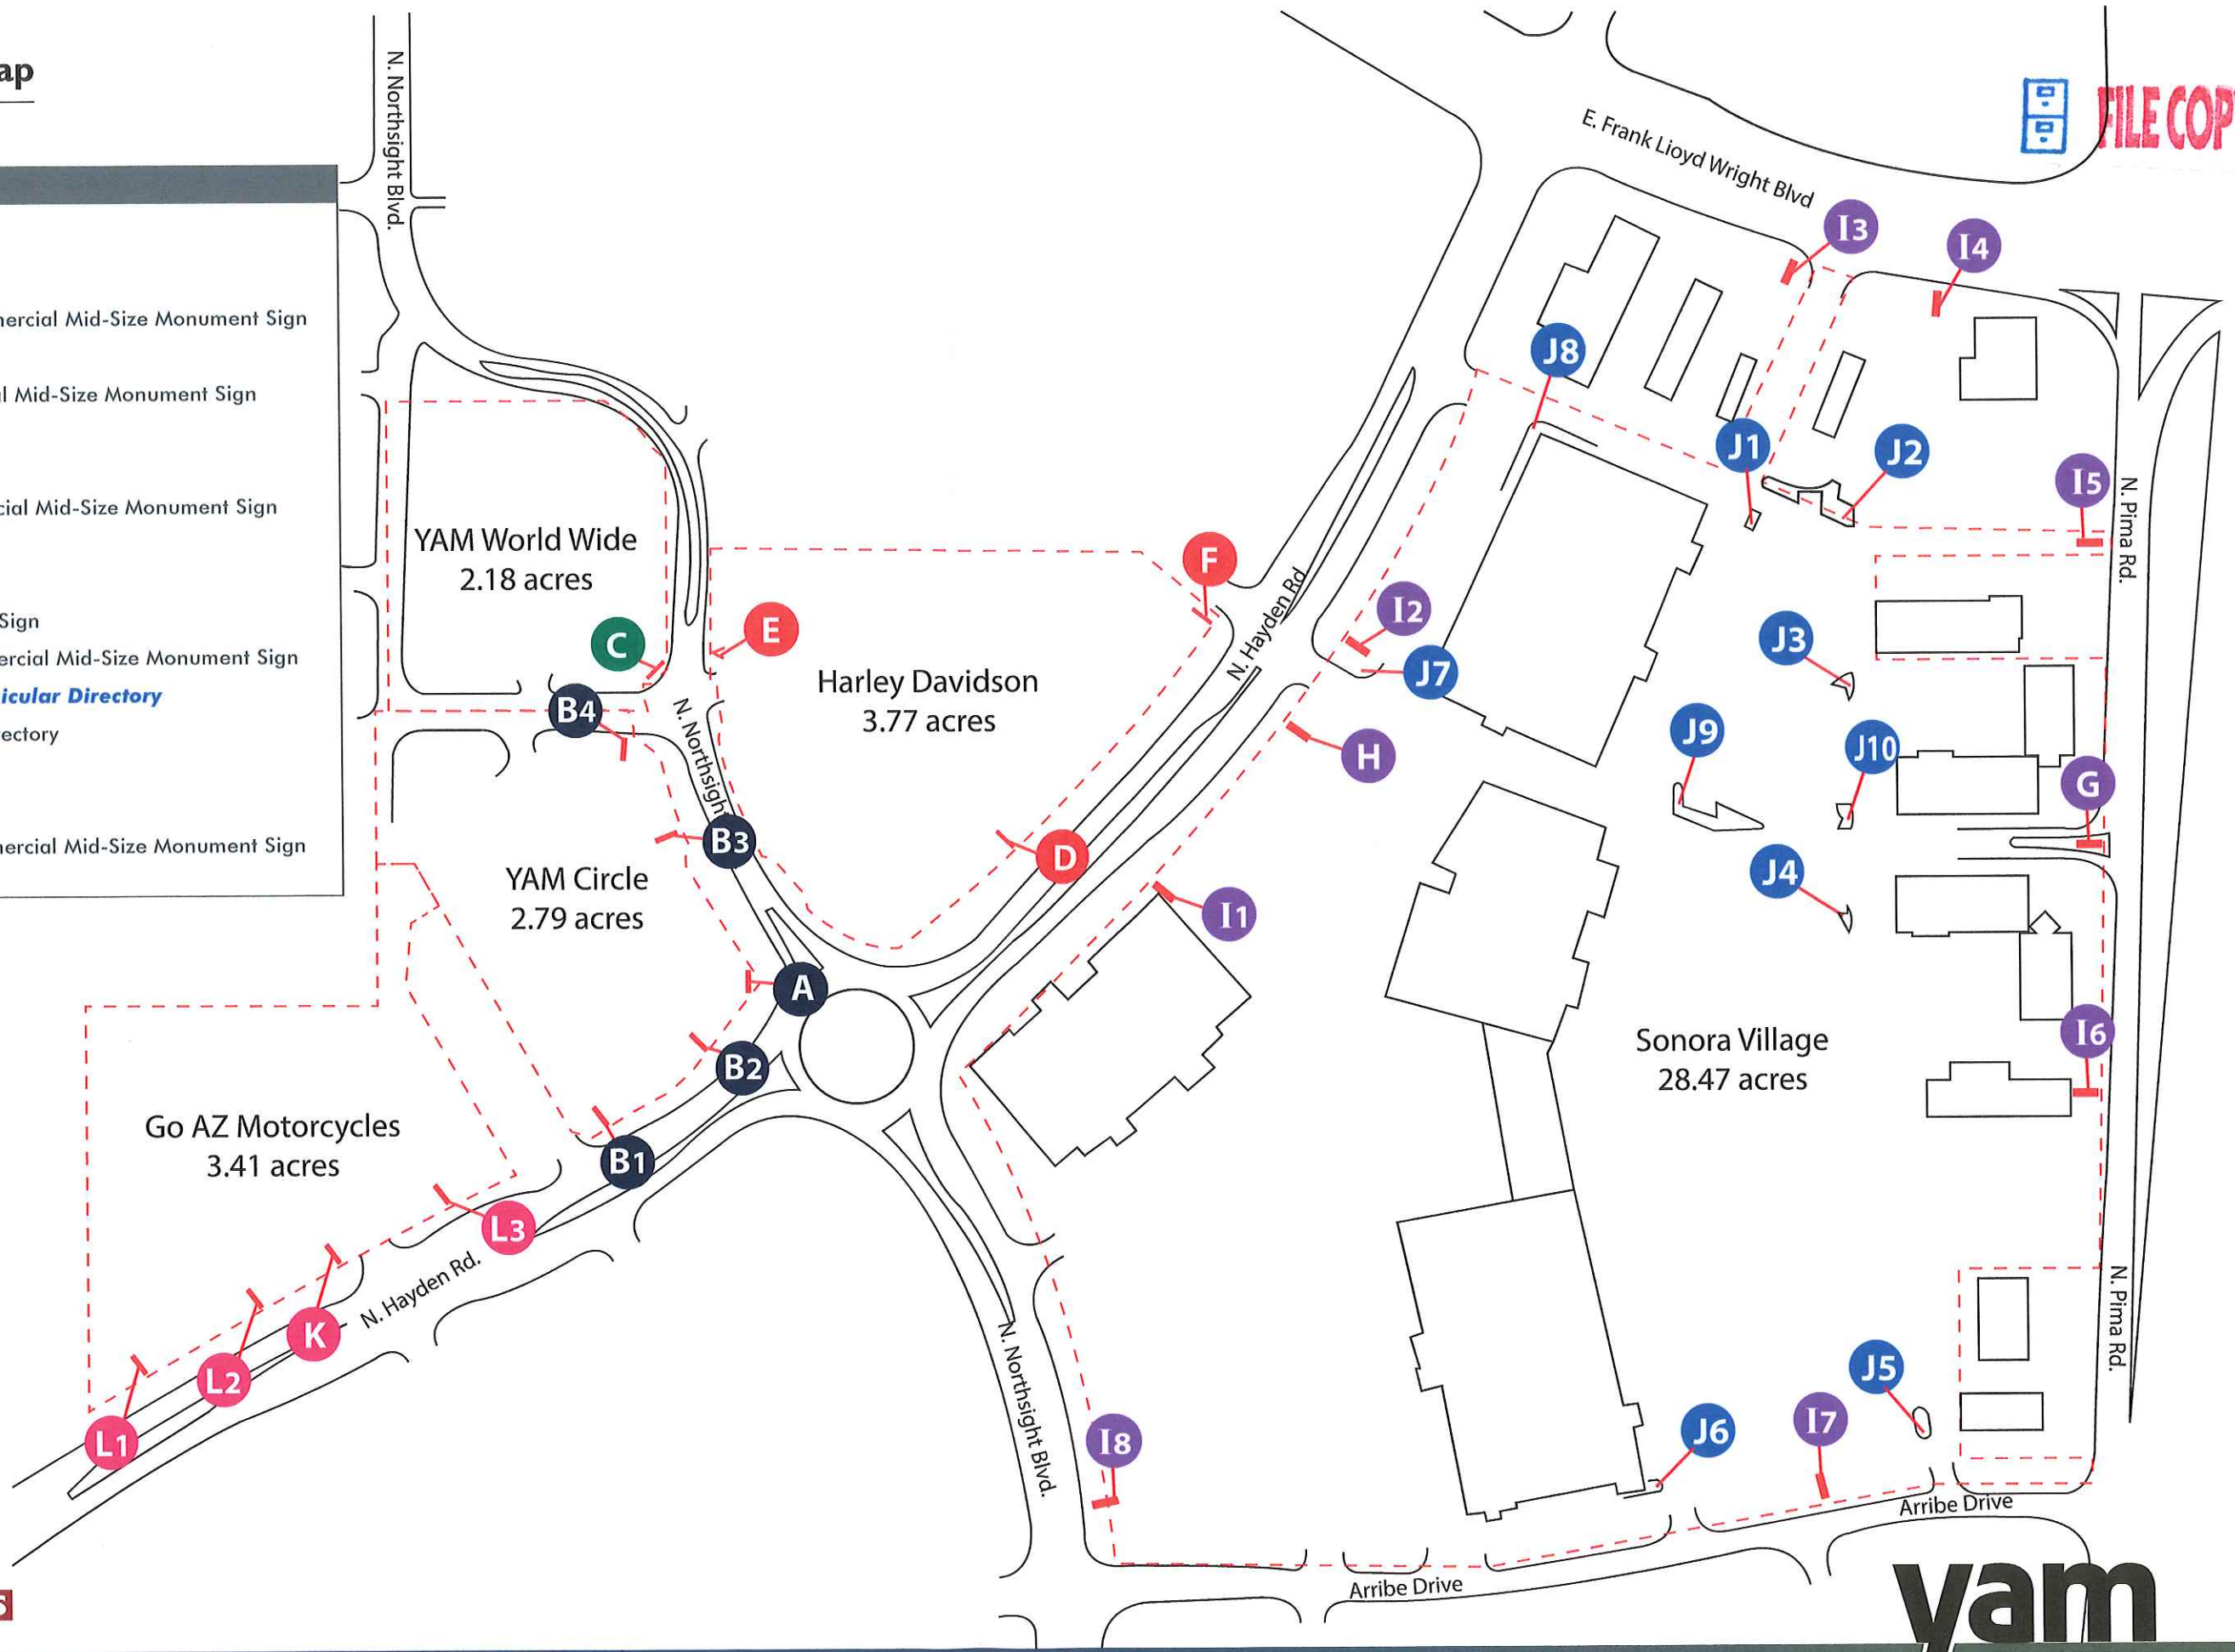 ap
N. Northsight Blvd.
FILE COP
E. Frank Lioyd Wright Blvd
I3
I4
mercial Mid-Size Monument Sign
J8
l Mid-Size Monument Sign
J1
J2
I5
cial Mid-Size Monument Sign
N. Pima Rd.
YAM World Wide
2.18 acres
F
N. Hayden Rd.
I2
Sign
E
C
J3
ercial Mid-Size Monument Sign
J7
Harley Davidson
3.77 acres
icular Directory
B4
N. Northsight
ectory
J9
J10
H
G
B3
mercial Mid-Size Monument Sign
D
J4
YAM Circle
2.79 acres
I1
A
I6
Sonora Village
28.47 acres
B2
Go AZ Motorcycles
3.41 acres
B1
L3
N. Hayden Rd.
N. Pima Rd.
K
N. Northsight Blvd.
L2
J5
L1
I8
I7
J6
Arribe Drive
Arribe Drive
S
yam